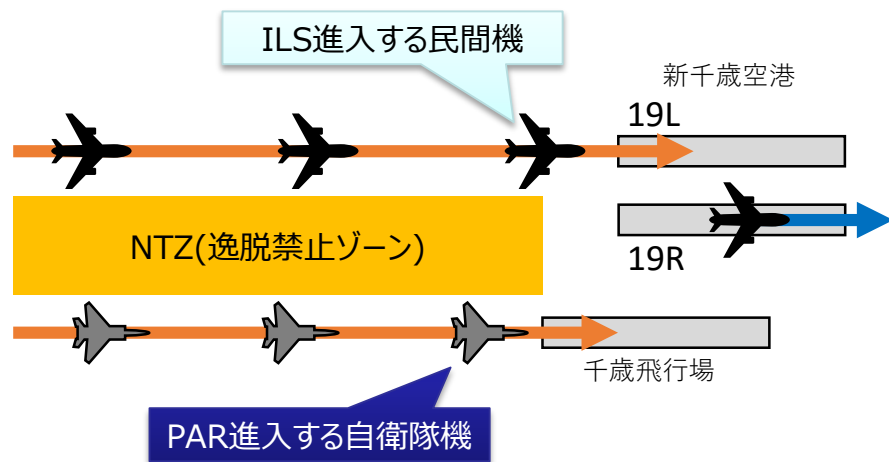 ILS進入する民間機
新千歳空港
19L
NTZ(逸脱禁止ゾーン)
19R
千歳飛行場
PAR進入する自衛隊機